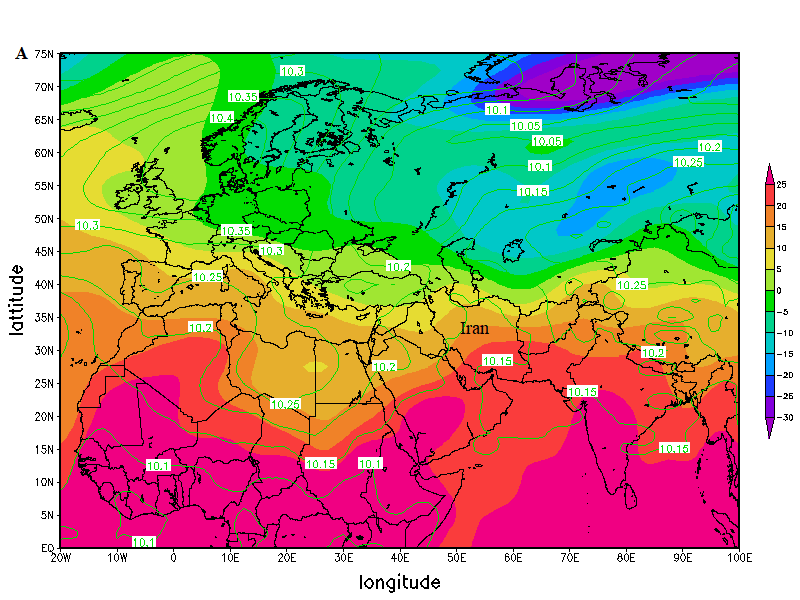 A
75N
70N
65N
60N
55N
50N
45N
40N
35N
30N
25N
20N
15N
10N
5N
EQ
20W 10W 0 10E 20E 30E 40E 50E 60E 70E 80E 90E 100E
longitude
lattitude
10.3
10.35
10.1
10.4
10.05
10.05
10.2
10.25
10.1
10.15
10.3
10.35
10.3
10.2
10.25
10.25
10.2
Iran
10.2
10.15
10.2
10.15
10.25
10.15
10.1
10.15
10.1
10.1
25
20
15
10
5
0
-5
-10
-15
-20
-25
-30